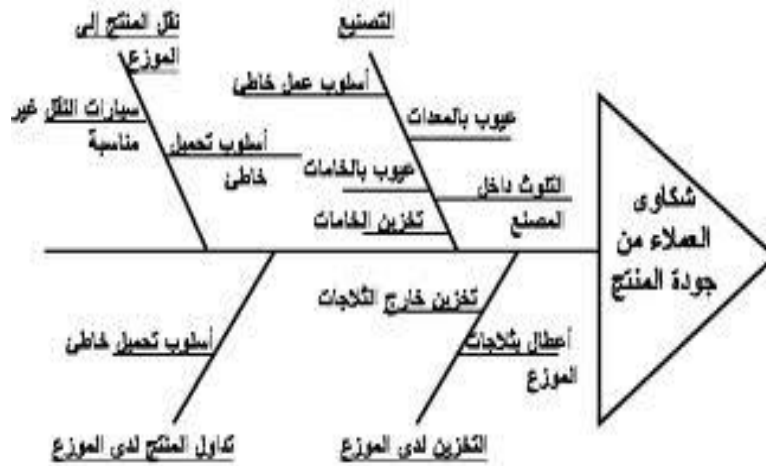 التصنيع
أسلوب عمل خاطئ
عيوب بالمعدات
عيوب بالخامات
التلوث داخل
المصنع
تخزين الخامات
نقل المنتج إلى
الموزع
سيارات النقل غير
مناسبة
أسلوب تحميل
خاطئ
شكاوى
العملاء من
جودة المنتج
تخزين خارج الثلاجات
أعطال بثلاجات
الموزع
التخزين لدى الموزع
أسلوب تحميل خاطئ
تداول المنتج لدى الموزع